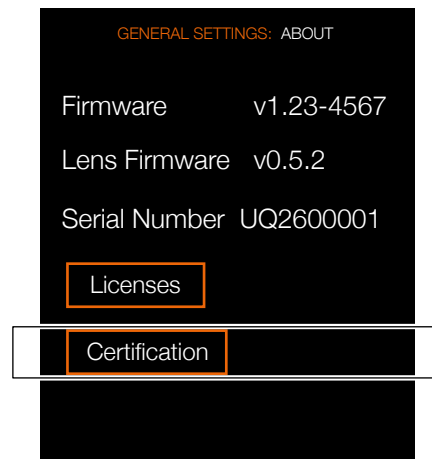 GENERAL SETTINGS: ABOUT
Firmware v1.23-4567
Lens Firmware v0.5.2
Serial Number UQ2600001
Licenses
Certification